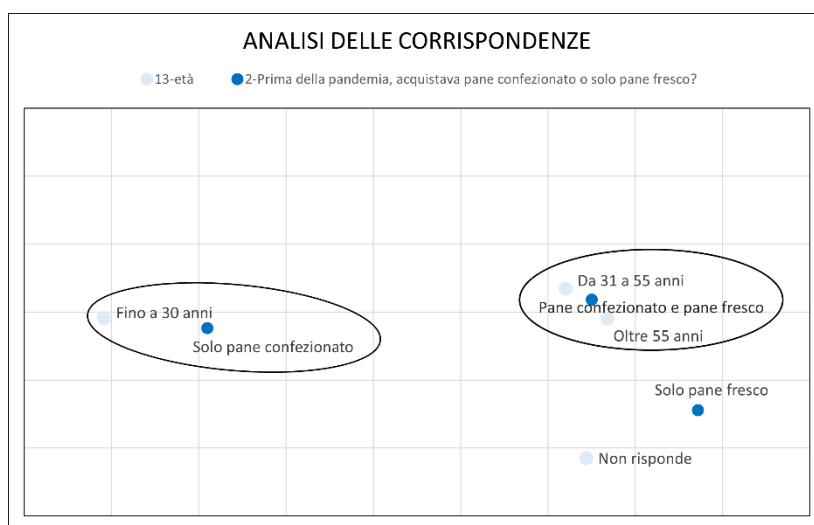 ANALISI DELLE CORRISPONDENZE
13-età
2-Prima della pandemia, acquistava pane confezionato o solo pane fresco?
Da 31 a 55 anni
Pane confezionato e pane fresco
Fino a 30 anni
Oltre 55 anni
Solo pane confezionato
Solo pane fresco
Non risponde